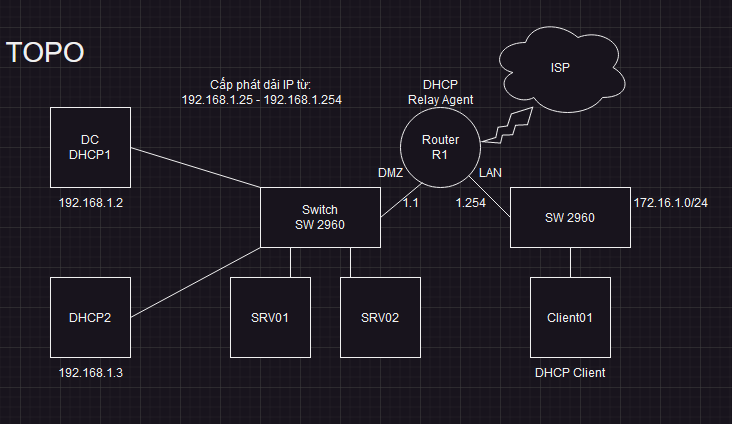 TOPO
Cấp phát dải IP từ:
192.168.1.25 - 192.168.1.254
DHCP
Relay Agent
ISP
DC
DHCP1
192.168.1.2
Router
R1
DMZ
LAN
1.1
1.254
Switch
SW 2960
SW 2960
172.16.1.0/24
DHCP2
192.168.1.3
SRV01
SRV02
Client01
DHCP Client